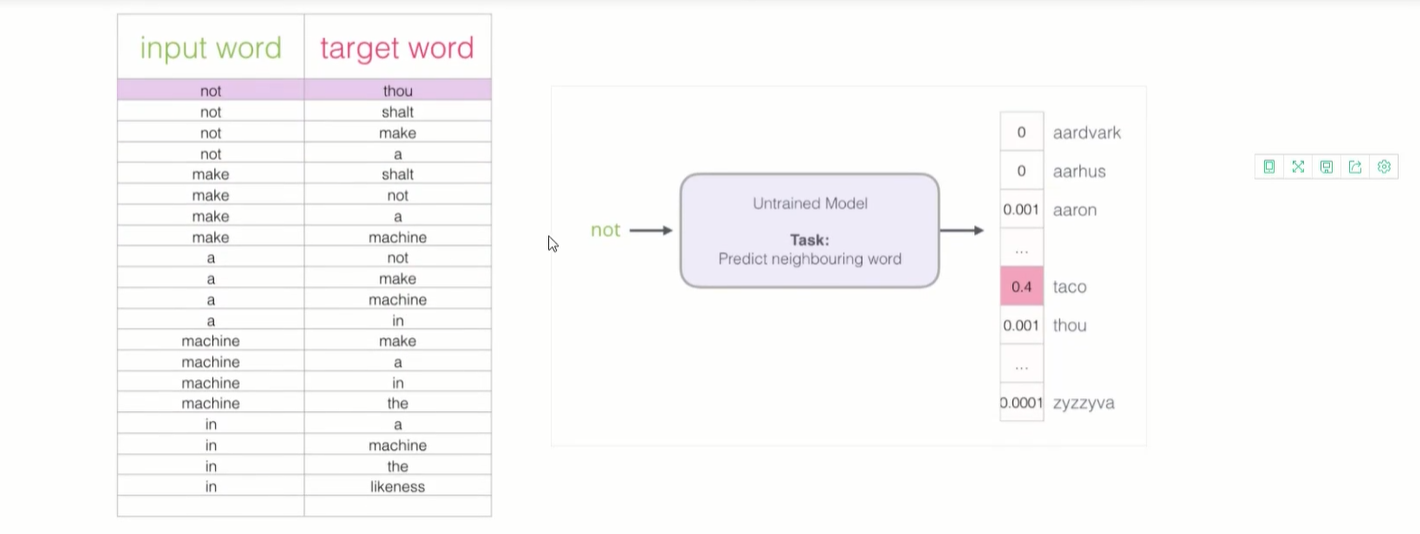 input word target word
not thou
not shalt
not make
not a
make shalt
make not
make a
make machine
a not
a make
a machine
a in
machine make
machine a
machine in
machine the
in a
in machine
in the
in likeness
not
Untrained Model
Task:
Predict neighbouring word
0 aardvark
0 aarhus
0.001 aaron
...
0.4 taco
0.001 thou
...
0.0001 zyzzyva